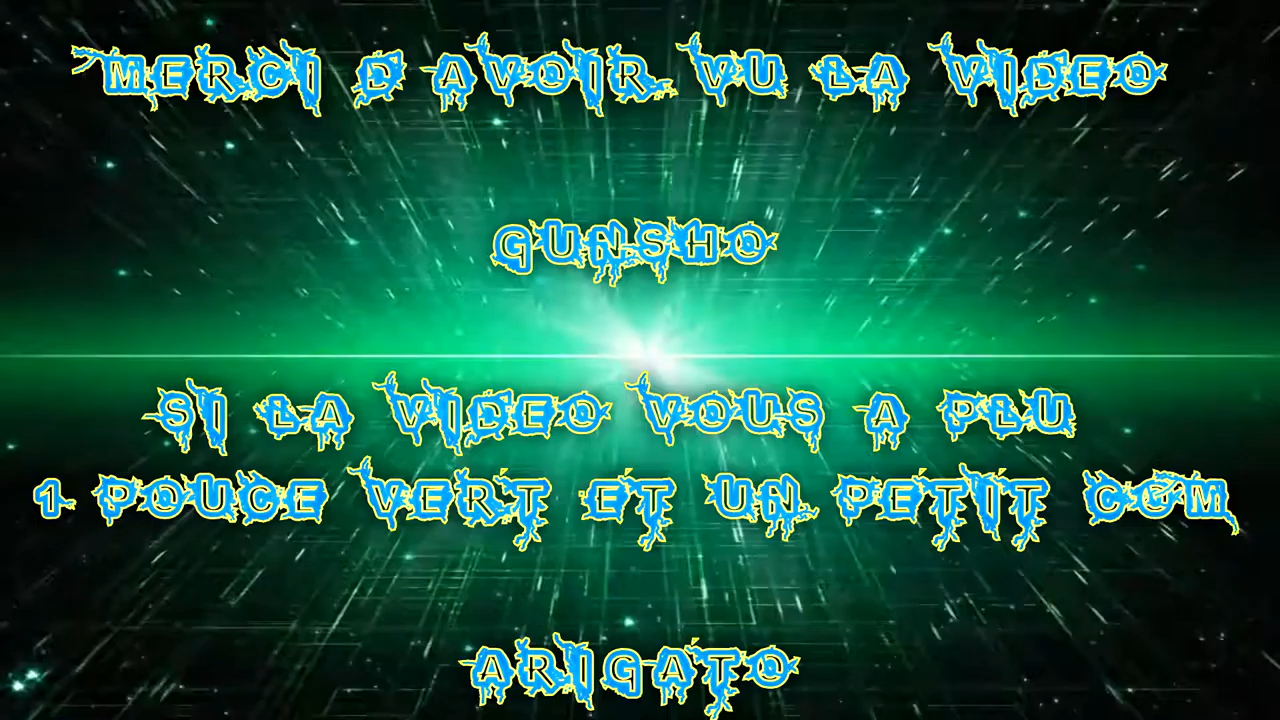 MERCI D AVOIR VU LA VIDEO
GUNSHO
SI LA VIDEO VOUS A PLU
1 POUCE VERT ET UN PETIT COM
ARIGATO